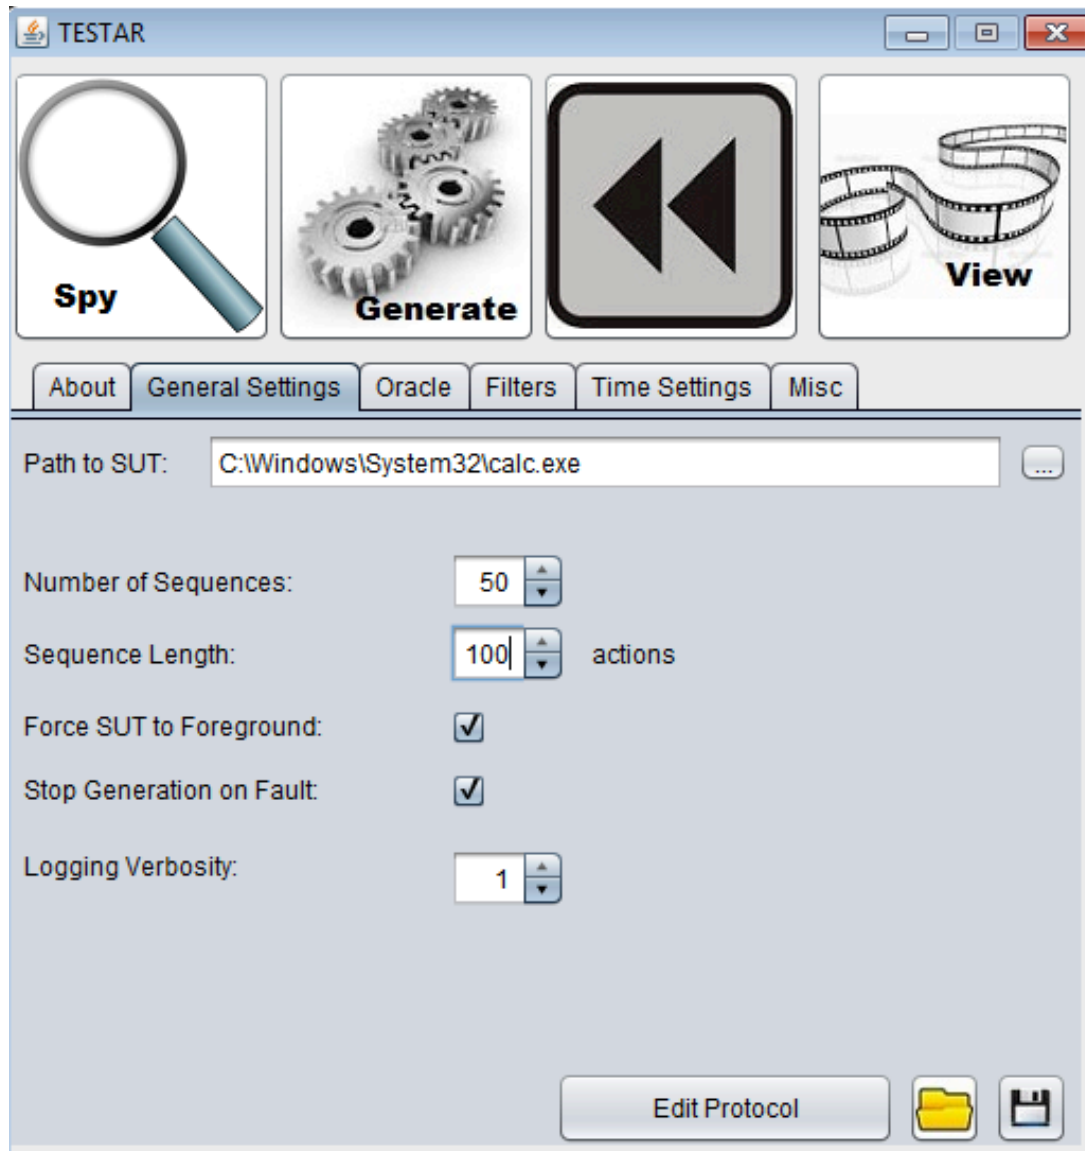 TESTAR
Spy
Generate
View
About General Settings Oracle Filters Time Settings Misc
Path to SUT: C:\Windows\System32\calc.exe ...
Number of Sequences: 50
Sequence Length: 100 actions
Force SUT to Foreground:
Stop Generation on Fault:
Logging Verbosity: 1
Edit Protocol